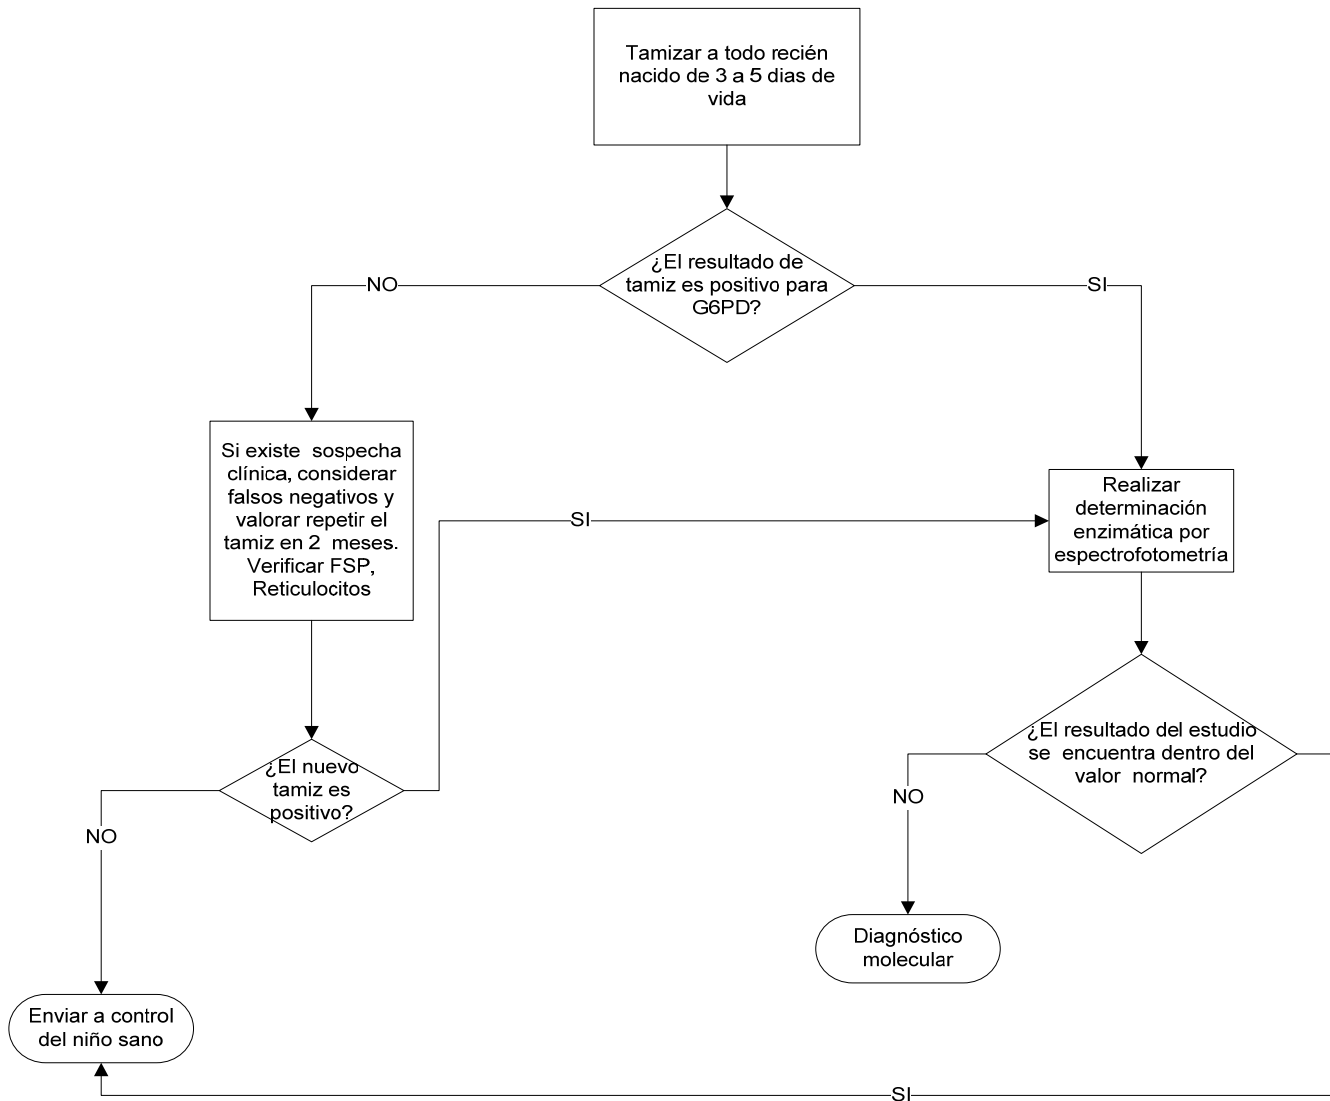 Tamizar a todo recién
nacido de 3 a 5 dias de
vida
¿El resultado de
tamiz es positivo para
G6PD?
NO
SI
Si existe sospecha
clínica, considerar
falsos negativos y
valorar repetir el
tamiz en 2 meses.
Verificar FSP,
Reticulocitos
SI
Realizar
determinación
enzimática por
espectrofotometría
¿El nuevo
tamiz es
positivo?
¿El resultado del estudio
se encuentra dentro del
valor normal?
NO
NO
Diagnóstico
molecular
Enviar a control
del niño sano
SI